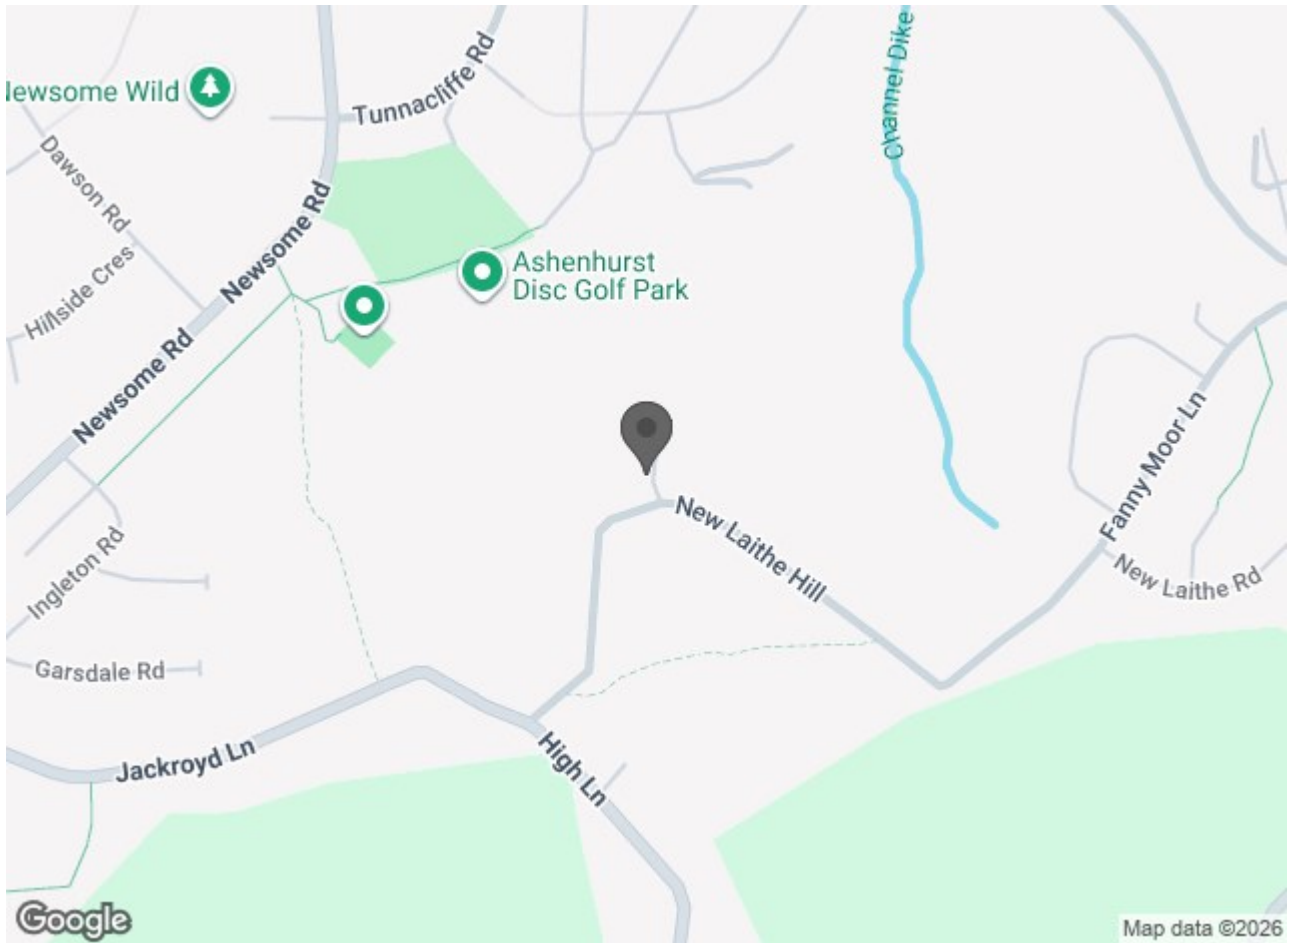 Newsome Wild
Tunnacliffe Rd
Channel Dike
Dawson Rd
Newsome Rd
Hillside Cres
Ashenhurst
Disc Golf Park
Newsome Rd
Fanny Moor Ln
New Laithe Hill
Ingleton Rd
New Laithe Rd
Garsdale Rd
Jackroyd Ln
High Ln
Google
Map data ©2026